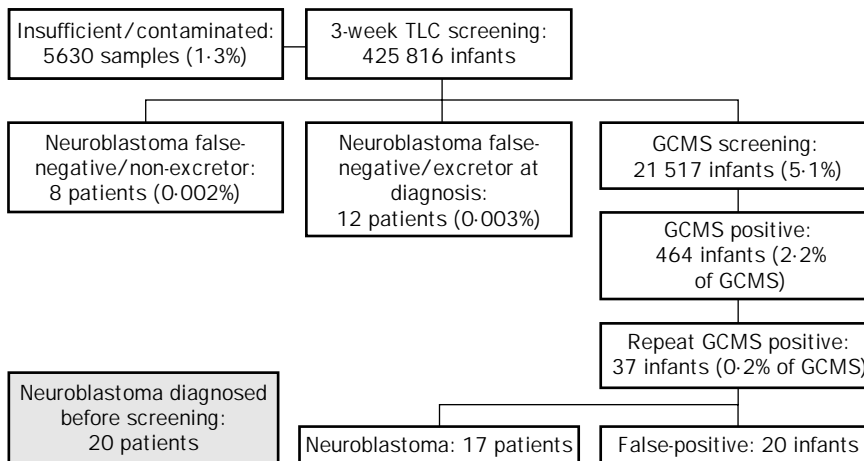 Insufficient/contaminated:
5630 samples (1·3%)
3-week TLC screening:
425 816 infants
Neuroblastoma false-
negative/non-excretor:
8 patients (0·002%)
Neuroblastoma false-
negative/excretor at
diagnosis:
12 patients (0·003%)
GCMS screening:
21 517 infants (5·1%)
GCMS positive:
464 infants (2·2%
of GCMS)
Repeat GCMS positive:
37 infants (0·2% of GCMS)
Neuroblastoma diagnosed
before screening:
20 patients
Neuroblastoma: 17 patients
False-positive: 20 infants